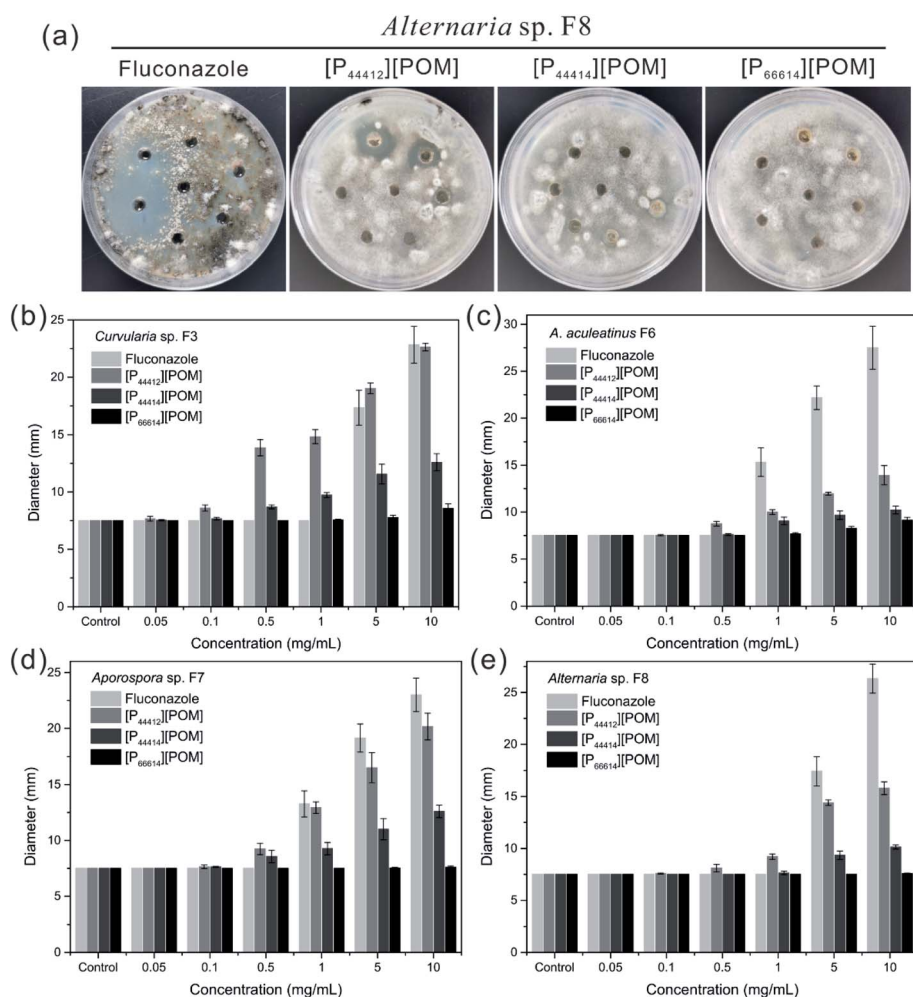 (a)
Alternaria sp. F8
Fluconazole
[P₄₄₄₁₂][POM]
[P₄₄₄₁₄][POM]
[P₆₆₆₁₄][POM]
(b)
Curvularia sp. F3
Fluconazole
[P₄₄₄₁₂][POM]
[P₄₄₄₁₄][POM]
[P₆₆₆₁₄][POM]
Diameter (mm)
25
20
15
10
5
0
Control 0.05 0.1 0.5 1 5 10
Concentration (mg/mL)
(c)
A. aculeatinus F6
Fluconazole
[P₄₄₄₁₂][POM]
[P₄₄₄₁₄][POM]
[P₆₆₆₁₄][POM]
Diameter (mm)
30
25
20
15
10
5
0
Control 0.05 0.1 0.5 1 5 10
Concentration (mg/mL)
(d)
Aporospora sp. F7
Fluconazole
[P₄₄₄₁₂][POM]
[P₄₄₄₁₄][POM]
[P₆₆₆₁₄][POM]
Diameter (mm)
25
20
15
10
5
0
Control 0.05 0.1 0.5 1 5 10
Concentration (mg/mL)
(e)
Alternaria sp. F8
Fluconazole
[P₄₄₄₁₂][POM]
[P₄₄₄₁₄][POM]
[P₆₆₆₁₄][POM]
Diameter (mm)
25
20
15
10
5
0
Control 0.05 0.1 0.5 1 5 10
Concentration (mg/mL)